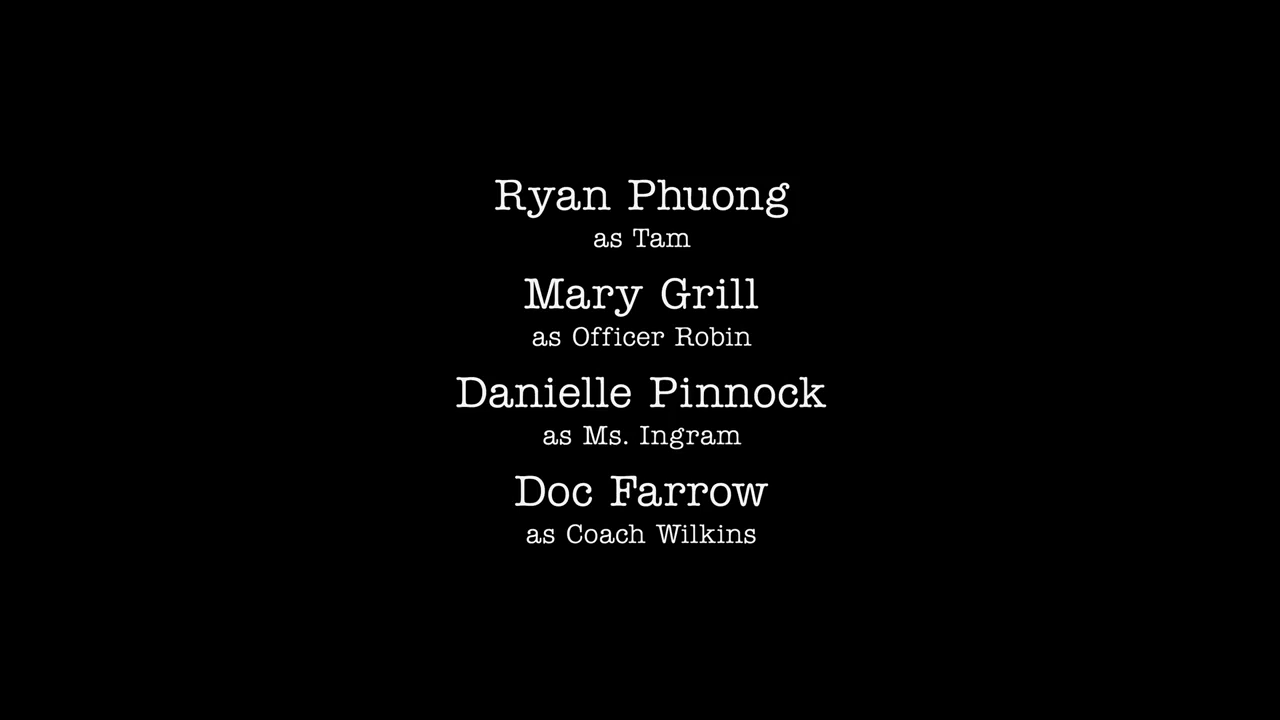 Ryan Phuong
as Tam
Mary Grill
as Officer Robin
Danielle Pinnock
as Ms. Ingram
Doc Farrow
as Coach Wilkins